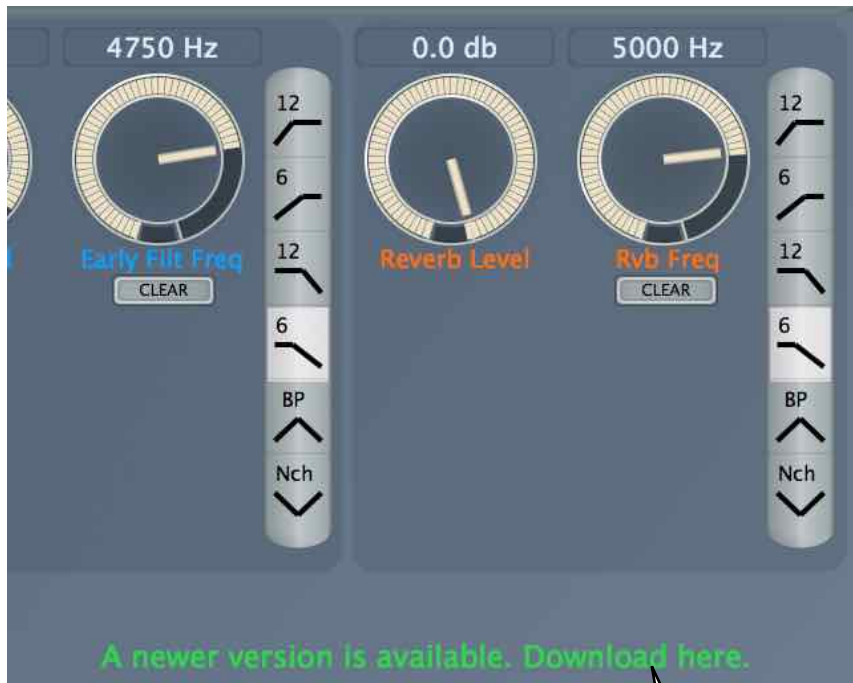 4750 Hz
0.0 db
5000 Hz
12
6
12
6
BP
Nch
Early Filt Freq
CLEAR
Reverb Level
Rvb Freq
CLEAR
12
6
12
6
BP
Nch
A newer version is available. Download here.